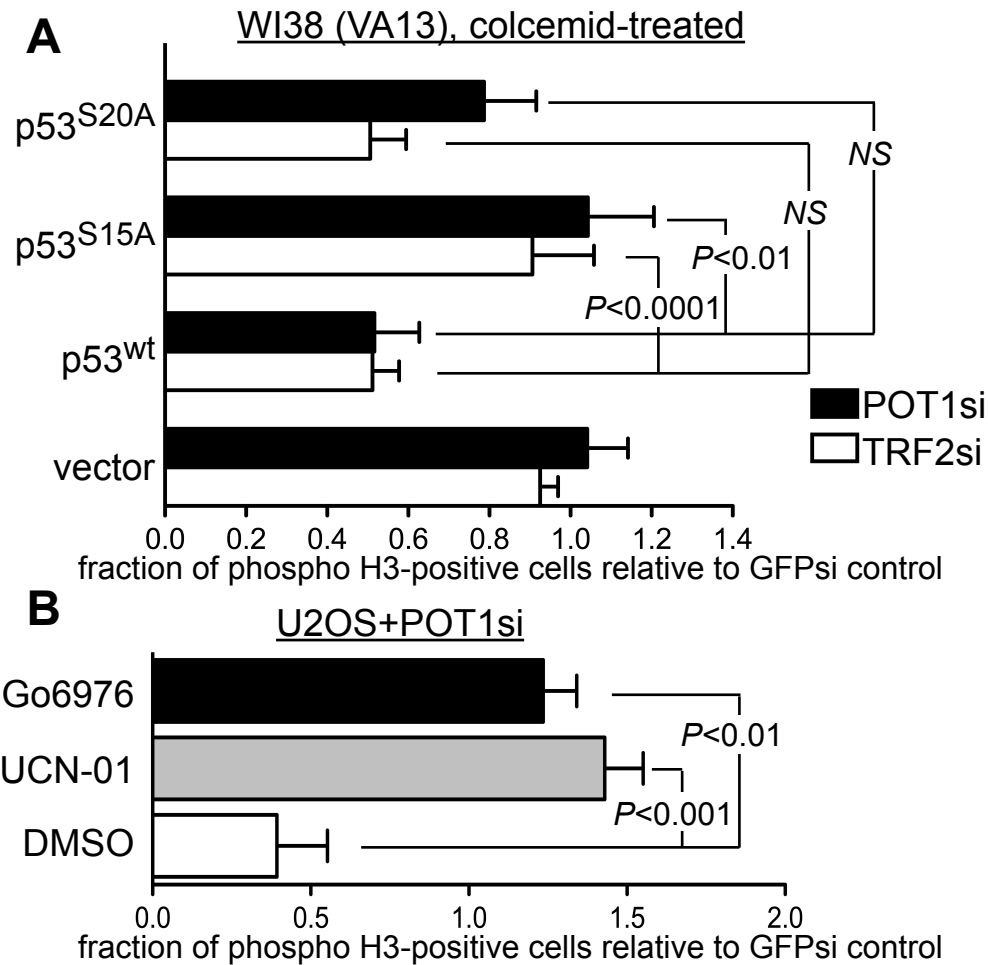 A
WI38 (VA13), colcemid-treated
p53S20A
NS
p53S15A
NS
P<0.01
P<0.0001
p53wt
POT1si
vector
TRF2si
0.0 0.2 0.4 0.6 0.8 1.0 1.2 1.4
fraction of phospho H3-positive cells relative to GFPsi control
B
U2OS+POT1si
Go6976
P<0.01
UCN-01
P<0.001
DMSO
0.0 0.5 1.0 1.5 2.0
fraction of phospho H3-positive cells relative to GFPsi control